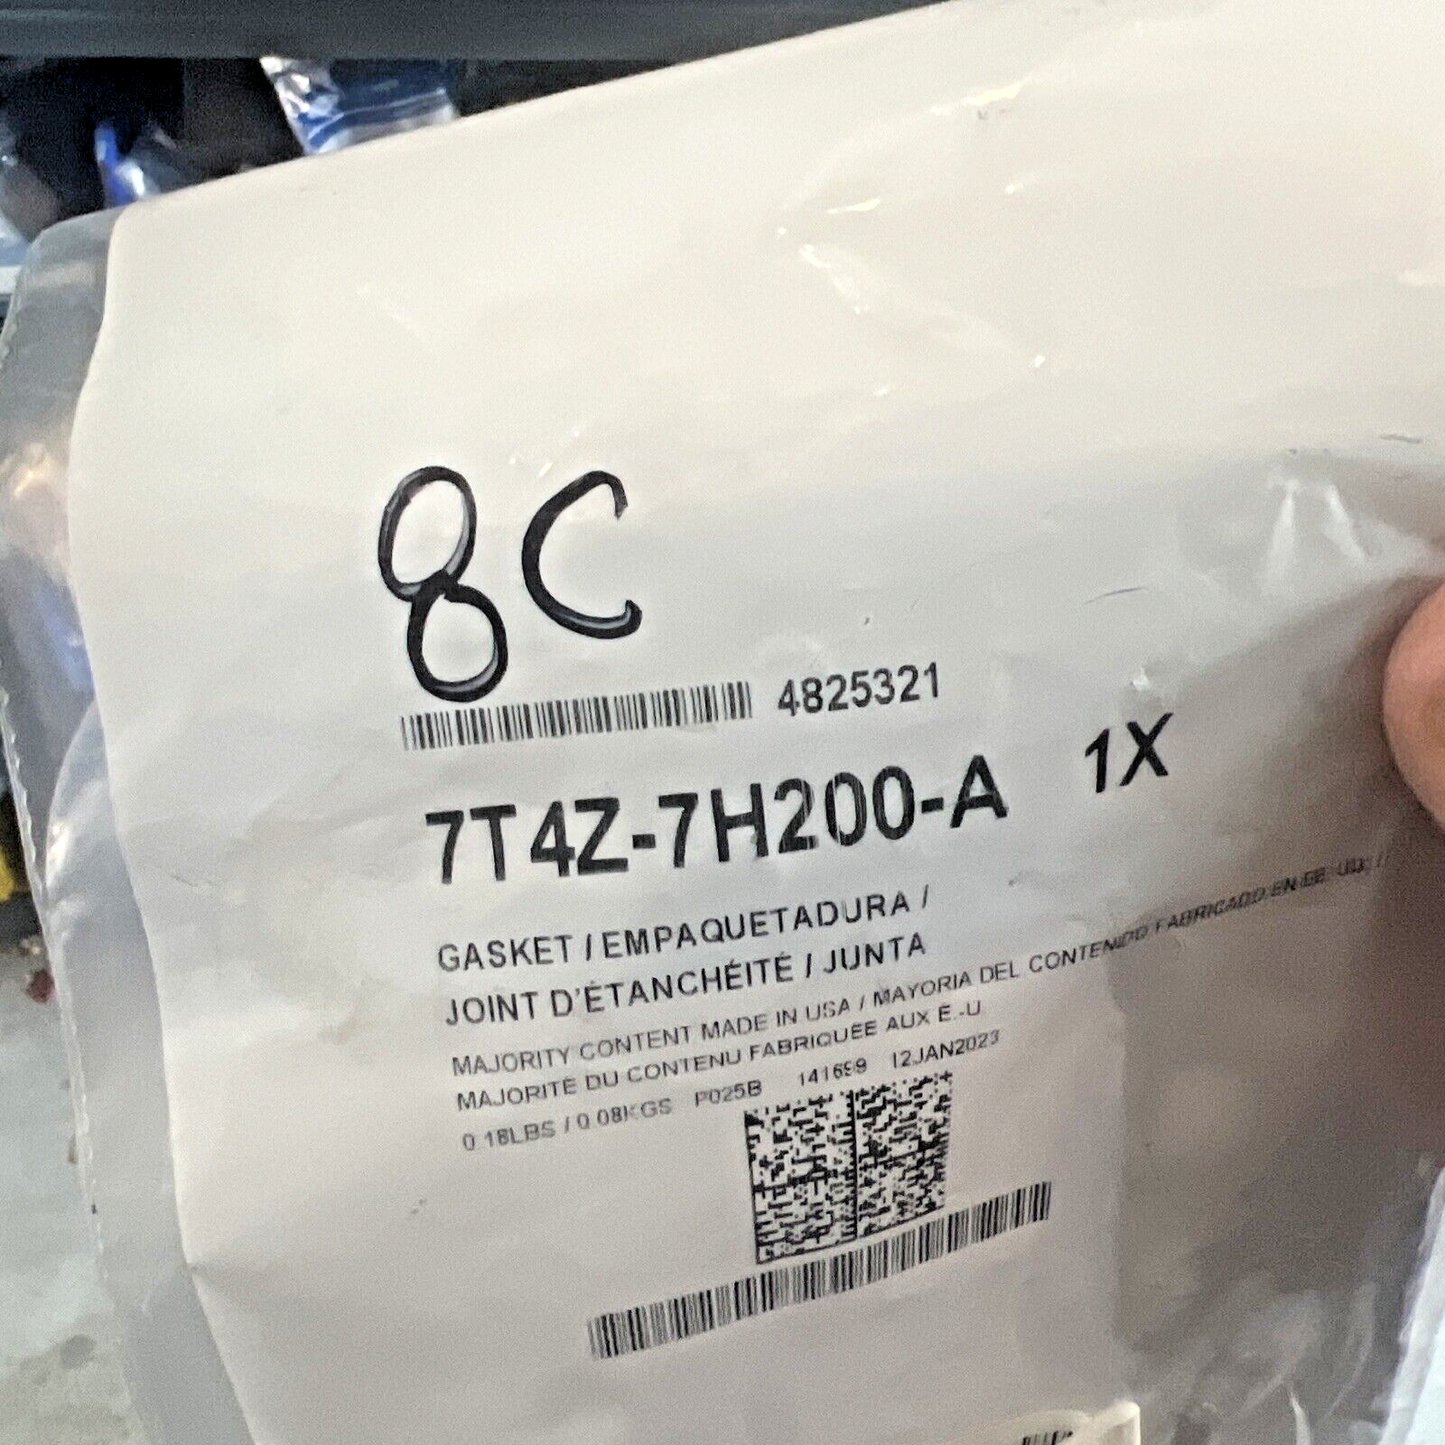 8C
4825321
7T4Z-7H200-A 1X
GASKET / EMPAQUETADURA /
JOINT D'ÉTANCHÉITÉ / JUNTA
MAJORITY CONTENT MADE IN USA / MAYORIA DEL CONTENIDO FABRICADO EN EE. UU. /
MAJORITÉ DU CONTENU FABRIQUÉE AUX É.-U
0.18LBS / 0.08KGS P025B 141699 12JAN2023